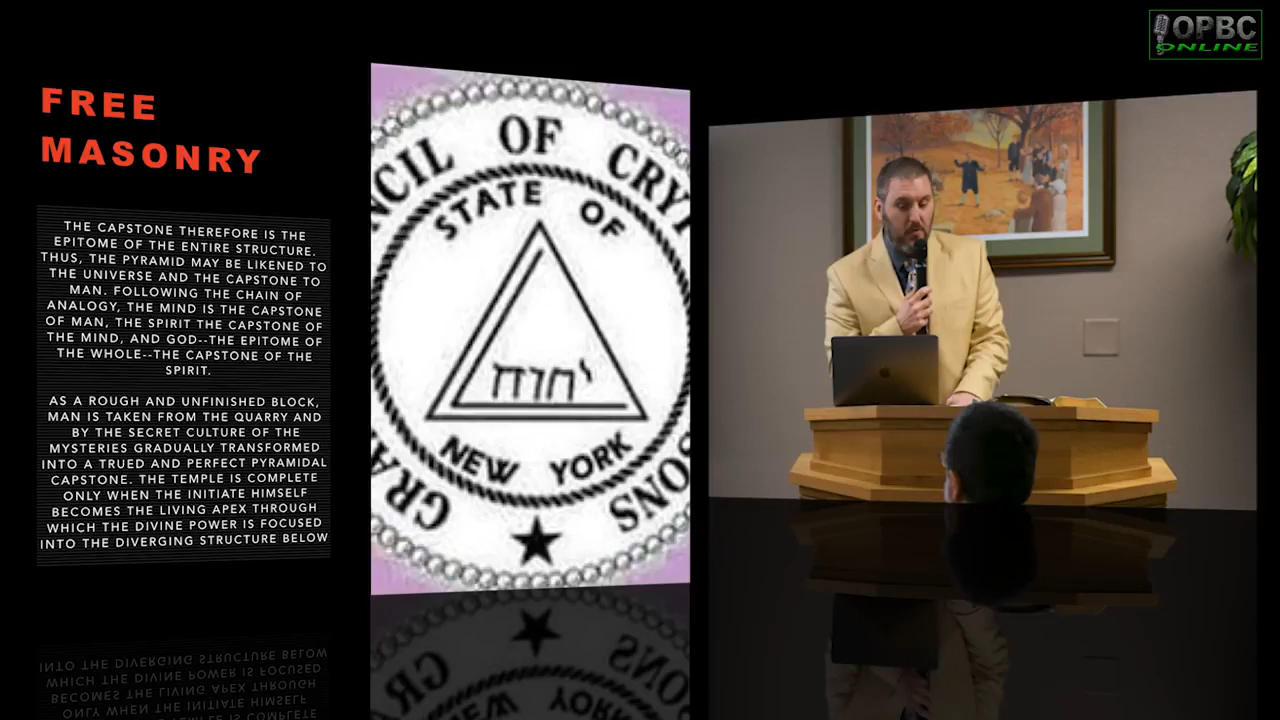 OPBC
ONLINE
FREE
MASONRY
THE CAPSTONE THEREFORE IS THE
EPITOME OF THE ENTIRE STRUCTURE.
THUS, THE PYRAMID MAY BE LIKENED TO
THE UNIVERSE AND THE CAPSTONE TO
MAN. FOLLOWING THE CHAIN OF
ANALOGY, THE MIND IS THE CAPSTONE
OF MAN, THE SPIRIT THE CAPSTONE OF
THE MIND, AND GOD--THE EPITOME OF
THE WHOLE--THE CAPSTONE OF THE
SPIRIT.
AS A ROUGH AND UNFINISHED BLOCK,
MAN IS TAKEN FROM THE QUARRY AND
BY THE SECRET CULTURE OF THE
MYSTERIES GRADUALLY TRANSFORMED
INTO A TRUED AND PERFECT PYRAMIDAL
CAPSTONE. THE TEMPLE IS COMPLETE
ONLY WHEN THE INITIATE HIMSELF
BECOMES THE LIVING APEX THROUGH
WHICH THE DIVINE POWER IS FOCUSED
INTO THE DIVERGING STRUCTURE BELOW
NCIL OF CRYPT
STATE OF
NEW YORK
GRA
SONS